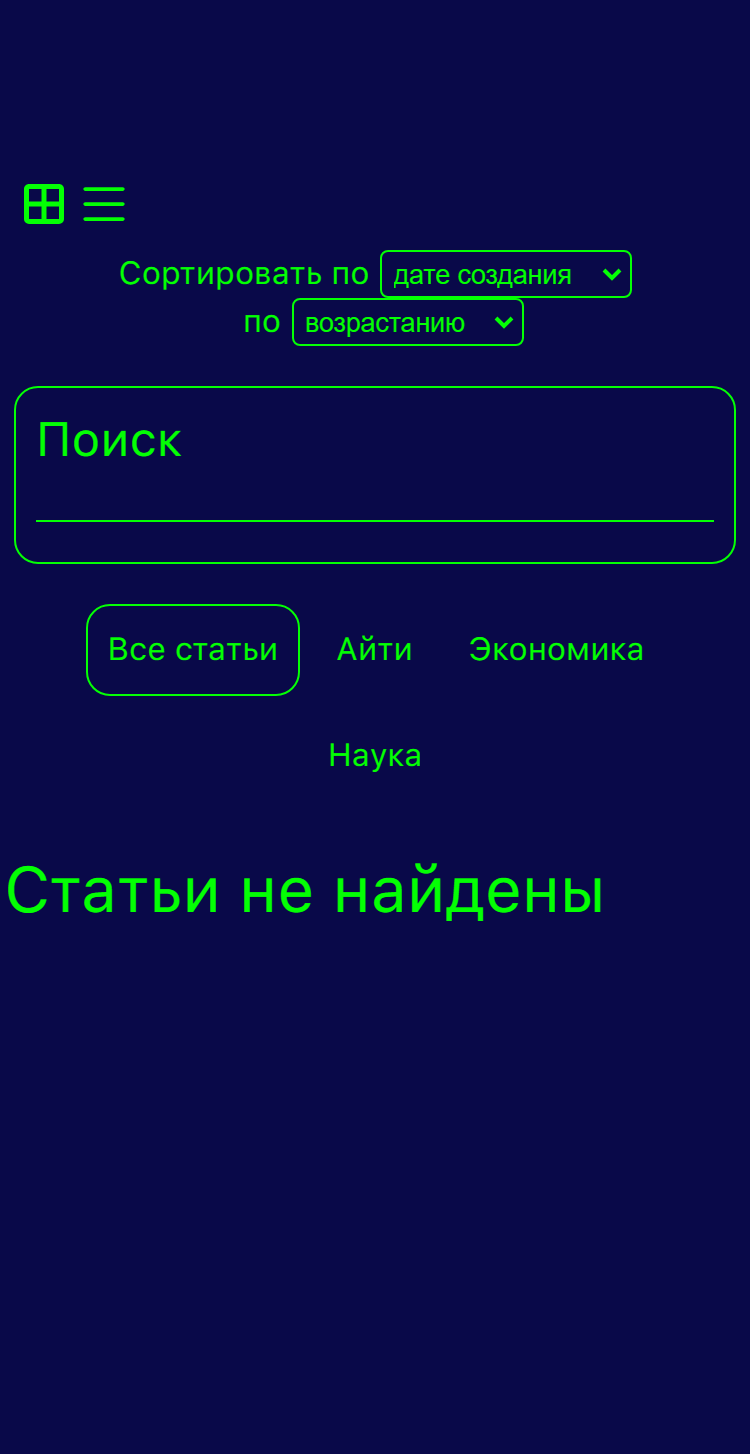 Сортировать по дате создания
по возрастанию
Поиск
Все статьи Айти Экономика
Наука
Статьи не найдены